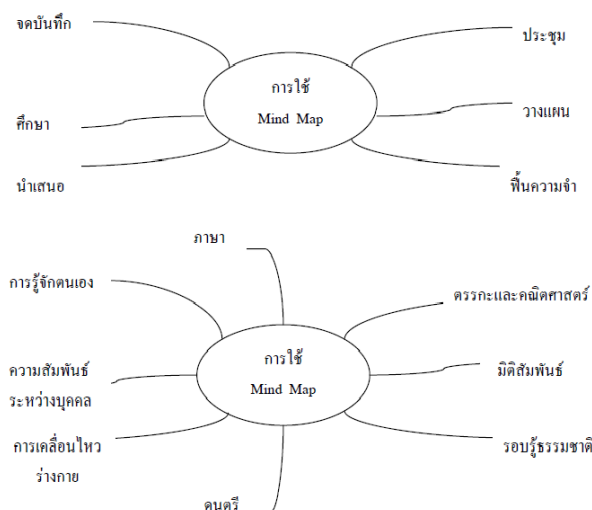 จดบันทึก
ประชุม
การใช้
Mind Map
ศึกษา
วางแผน
นำเสนอ
ฟื้นความจำ
ภาษา
การรู้จักตนเอง
ตรรกะและคณิตศาสตร์
การใช้
Mind Map
ความสัมพันธ์
ระหว่างบุคคล
มิติสัมพันธ์
การเคลื่อนไหว
ร่างกาย
รอบรู้ธรรมชาติ
ดนตรี